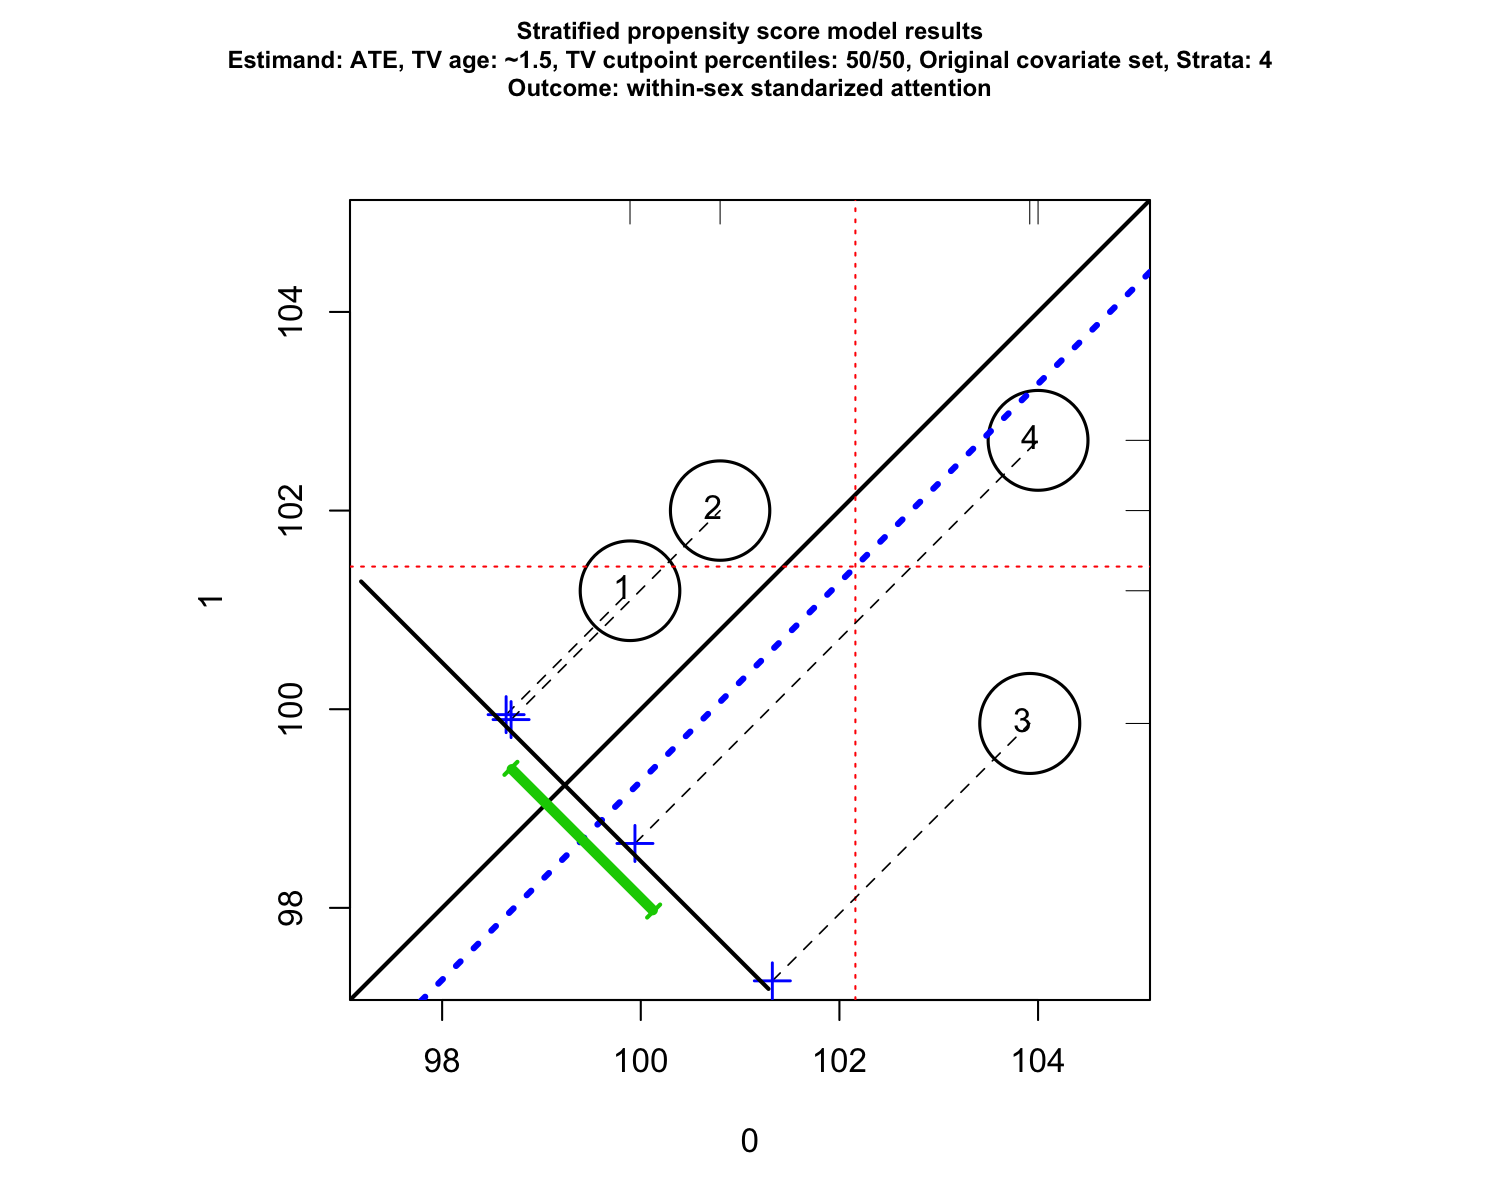 Stratified propensity score model results
Estimand: ATE, TV age: ~1.5, TV cutpoint percentiles: 50/50, Original covariate set, Strata: 4
Outcome: within-sex standarized attention
104
102
100
98
1
4
2
1
3
98 100 102 104
0